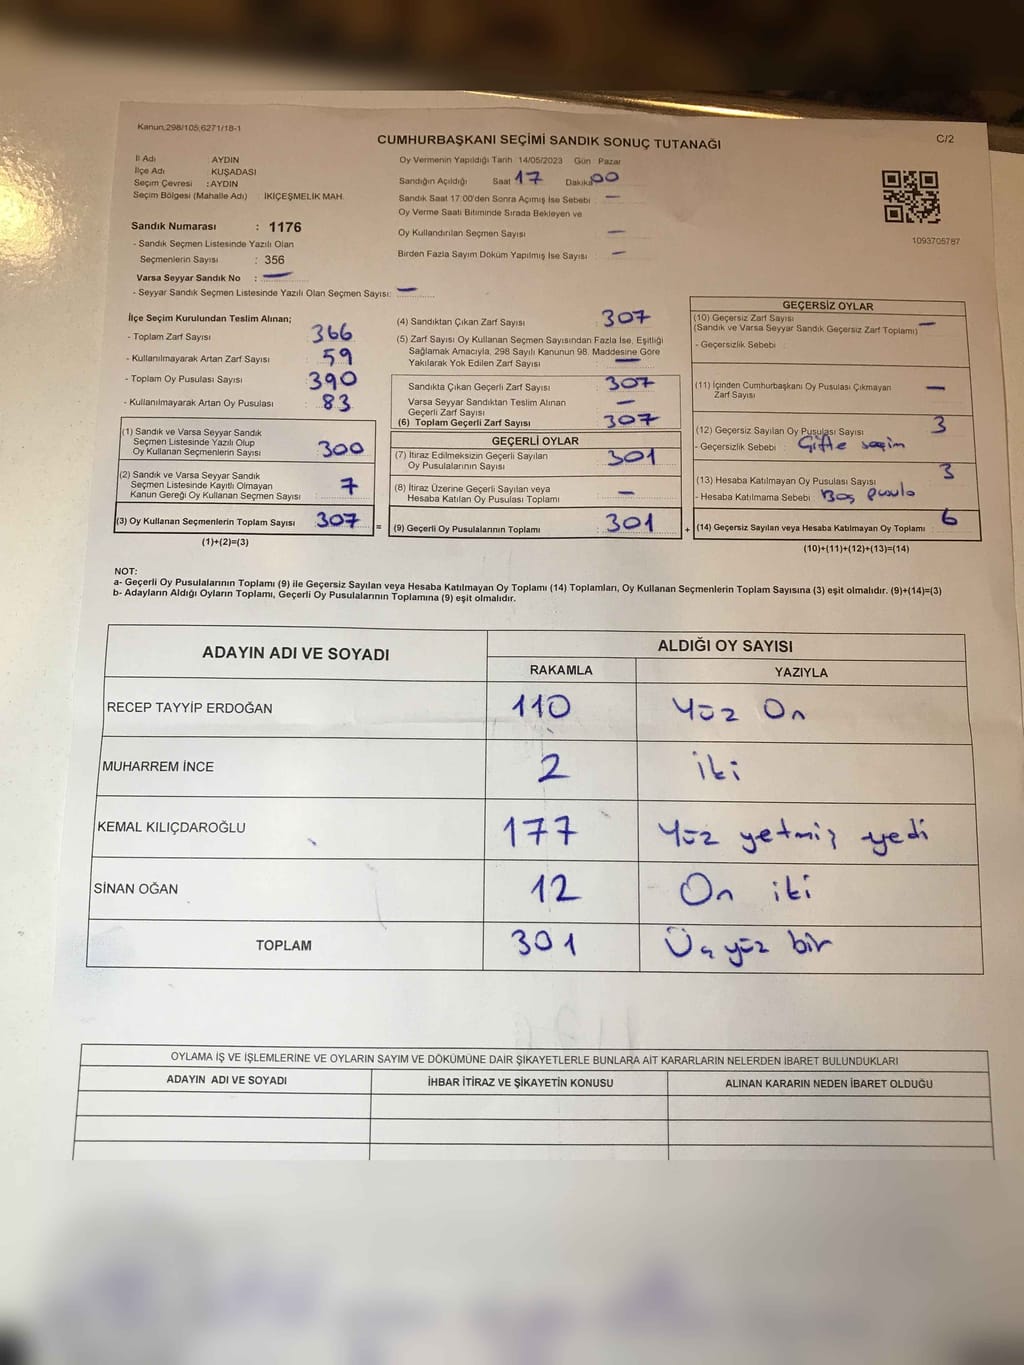 Kanun,298/105,6271/18-1
CUMHURBAŞKANI SEÇİMİ SANDIK SONUÇ TUTANAĞI
C/2
İl Adı AYDIN
İlçe Adı KUŞADASI
Seçim Çevresi : AYDIN
Seçim Bölgesi (Mahalle Adı) İKİÇEŞMELİK MAH.
Sandık Numarası : 1176
- Sandık Seçmen Listesinde Yazılı Olan
Seçmenlerin Sayısı : 356
Varsa Seyyar Sandık No : —
- Seyyar Sandık Seçmen Listesinde Yazılı Olan Seçmen Sayısı: —
Oy Vermenin Yapıldığı Tarih 14/05/2023 Gün Pazar
Sandığın Açıldığı Saat 17 Dakika 00
Sandık Saat 17:00'den Sonra Açımış İse Sebebi : —
Oy Verme Saati Bitiminde Sırada Bekleyen ve
Oy Kullandırılan Seçmen Sayısı —
Birden Fazla Sayım Döküm Yapılmış İse Sayısı : —
1093705787
İlçe Seçim Kurulundan Teslim Alınan;
- Toplam Zarf Sayısı 366
- Kullanılmayarak Artan Zarf Sayısı : 59
- Toplam Oy Pusulası Sayısı 390
- Kullanılmayarak Artan Oy Pusulası : 83
(1) Sandık ve Varsa Seyyar Sandık
Seçmen Listesinde Yazılı Olup
Oy Kullanan Seçmenlerin Sayısı 300
(2) Sandık ve Varsa Seyyar Sandık
Seçmen Listesinde Kayıtlı Olmayan
Kanun Gereği Oy Kullanan Seçmen Sayısı : 7
(3) Oy Kullanan Seçmenlerin Toplam Sayısı 307
(1)+(2)=(3)
=
(4) Sandıktan Çıkan Zarf Sayısı : 307
(5) Zarf Sayısı Oy Kullanan Seçmen Sayısından Fazla İse, Eşitliği
Sağlamak Amacıyla, 298 Sayılı Kanunun 98. Maddesine Göre
Yakılarak Yok Edilen Zarf Sayısı —
Sandıkta Çıkan Geçerli Zarf Sayısı : 307
Varsa Seyyar Sandıktan Teslim Alınan
Geçerli Zarf Sayısı —
(6) Toplam Geçerli Zarf Sayısı : 307
GEÇERLİ OYLAR
(7) İtiraz Edilmeksizin Geçerli Sayılan
Oy Pusulalarının Sayısı 301
(8) İtiraz Üzerine Geçerli Sayılan veya
Hesaba Katılan Oy Pusulası Toplamı —
(9) Geçerli Oy Pusulalarının Toplamı : 301
+
GEÇERSİZ OYLAR
(10) Geçersiz Zarf Sayısı
(Sandık ve Varsa Seyyar Sandık Geçersiz Zarf Toplamı) —
- Geçersizlik Sebebi :
(11) İçinden Cumhurbaşkanı Oy Pusulası Çıkmayan
Zarf Sayısı —
(12) Geçersiz Sayılan Oy Pusulası Sayısı 3
- Geçersizlik Sebebi Çifte seçim
(13) Hesaba Katılmayan Oy Pusulası Sayısı 3
- Hesaba Katılmama Sebebi Boş pusula
(14) Geçersiz Sayılan veya Hesaba Katılmayan Oy Toplamı : 6
(10)+(11)+(12)+(13)=(14)
NOT:
a- Geçerli Oy Pusulalarının Toplamı (9) ile Geçersiz Sayılan veya Hesaba Katılmayan Oy Toplamı (14) Toplamları, Oy Kullanan Seçmenlerin Toplam Sayısına (3) eşit olmalıdır. (9)+(14)=(3)
b- Adayların Aldığı Oyların Toplamı, Geçerli Oy Pusulalarının Toplamına (9) eşit olmalıdır.
ADAYIN ADI VE SOYADI
ALDIĞI OY SAYISI
RAKAMLA YAZIYLA
RECEP TAYYİP ERDOĞAN 110 Yüz On
MUHARREM İNCE 2 iki
KEMAL KILIÇDAROĞLU 177 Yüz yetmiş yedi
SİNAN OĞAN 12 On iki
TOPLAM 301 Üç yüz bir
OYLAMA İŞ VE İŞLEMLERİNE VE OYLARIN SAYIM VE DÖKÜMÜNE DAİR ŞİKAYETLERLE BUNLARA AİT KARARLARIN NELERDEN İBARET BULUNDUKLARI
ADAYIN ADI VE SOYADI İHBAR İTİRAZ VE ŞİKAYETİN KONUSU ALINAN KARARIN NEDEN İBARET OLDUĞU